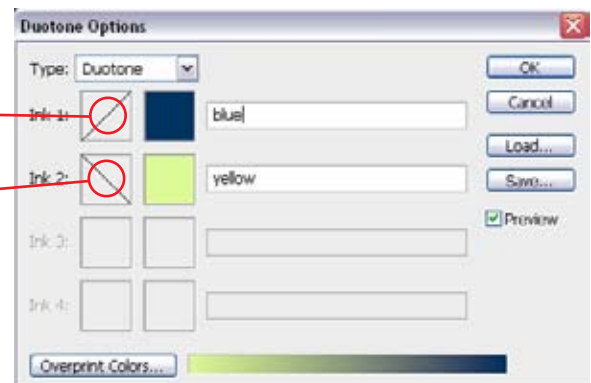 Duotone Options
Type: Duotone
OK
Ink 1: blue
Cancel
Load...
Ink 2: yellow
Save...
Preview
Ink 3:
Ink 4:
Overprint Colors...